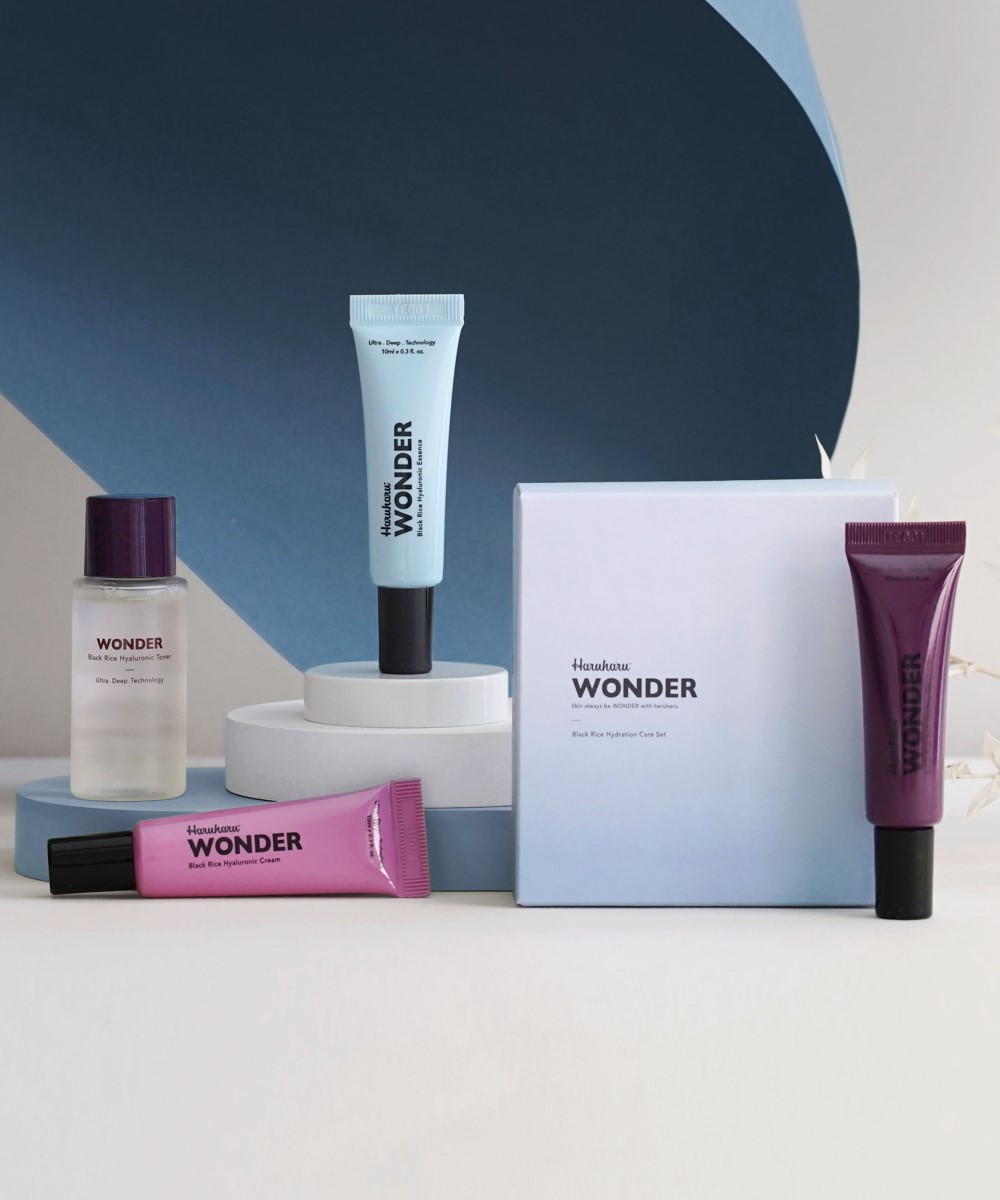 Ultra . Deep . Technology
10ml e 0.3 fl. oz.
Haruharu
WONDER
Black Rice Hyaluronic Essence
WONDER
Black Rice Hyaluronic Toner
Ultra . Deep . Technology
Haruharu
WONDER
Black Rice Hyaluronic Cream
Haruharu
WONDER
Skin always be WONDER with haruharu
Black Rice Hydration Care Set
Haruharu
WONDER